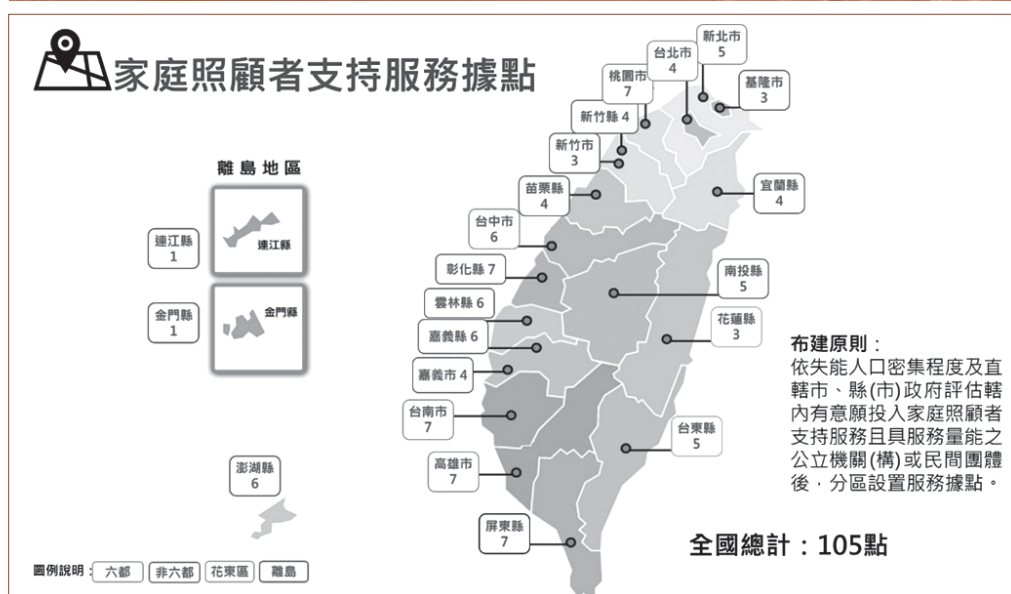 家庭照顧者支持服務據點
新北市
5
台北市
4
桃園市
7
基隆市
3
新竹縣 4
新竹市
3
離島地區
苗栗縣
4
宜蘭縣
4
台中市
6
連江縣
1
連江縣
彰化縣 7
南投縣
5
雲林縣 6
金門縣
1
金門縣
花蓮縣
3
嘉義縣 6
嘉義市 4
台南市
7
台東縣
5
高雄市
7
澎湖縣
6
屏東縣
7
布建原則：
依失能人口密集程度及直
轄市、縣(市)政府評估轄
內有意願投入家庭照顧者
支持服務且具服務量能之
公立機關(構)或民間團體
後，分區設置服務據點。
全國總計：105點
圖例說明： 六都 非六都 花東區 離島